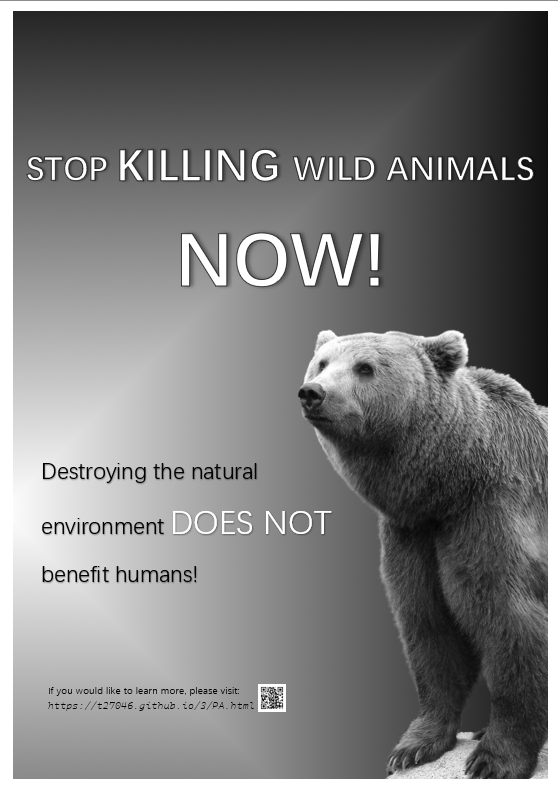 STOP KILLING WILD ANIMALS
NOW!
Destroying the natural
environment DOES NOT
benefit humans!
If you would like to learn more, please visit:
https://t27046.github.io/3/PA.html